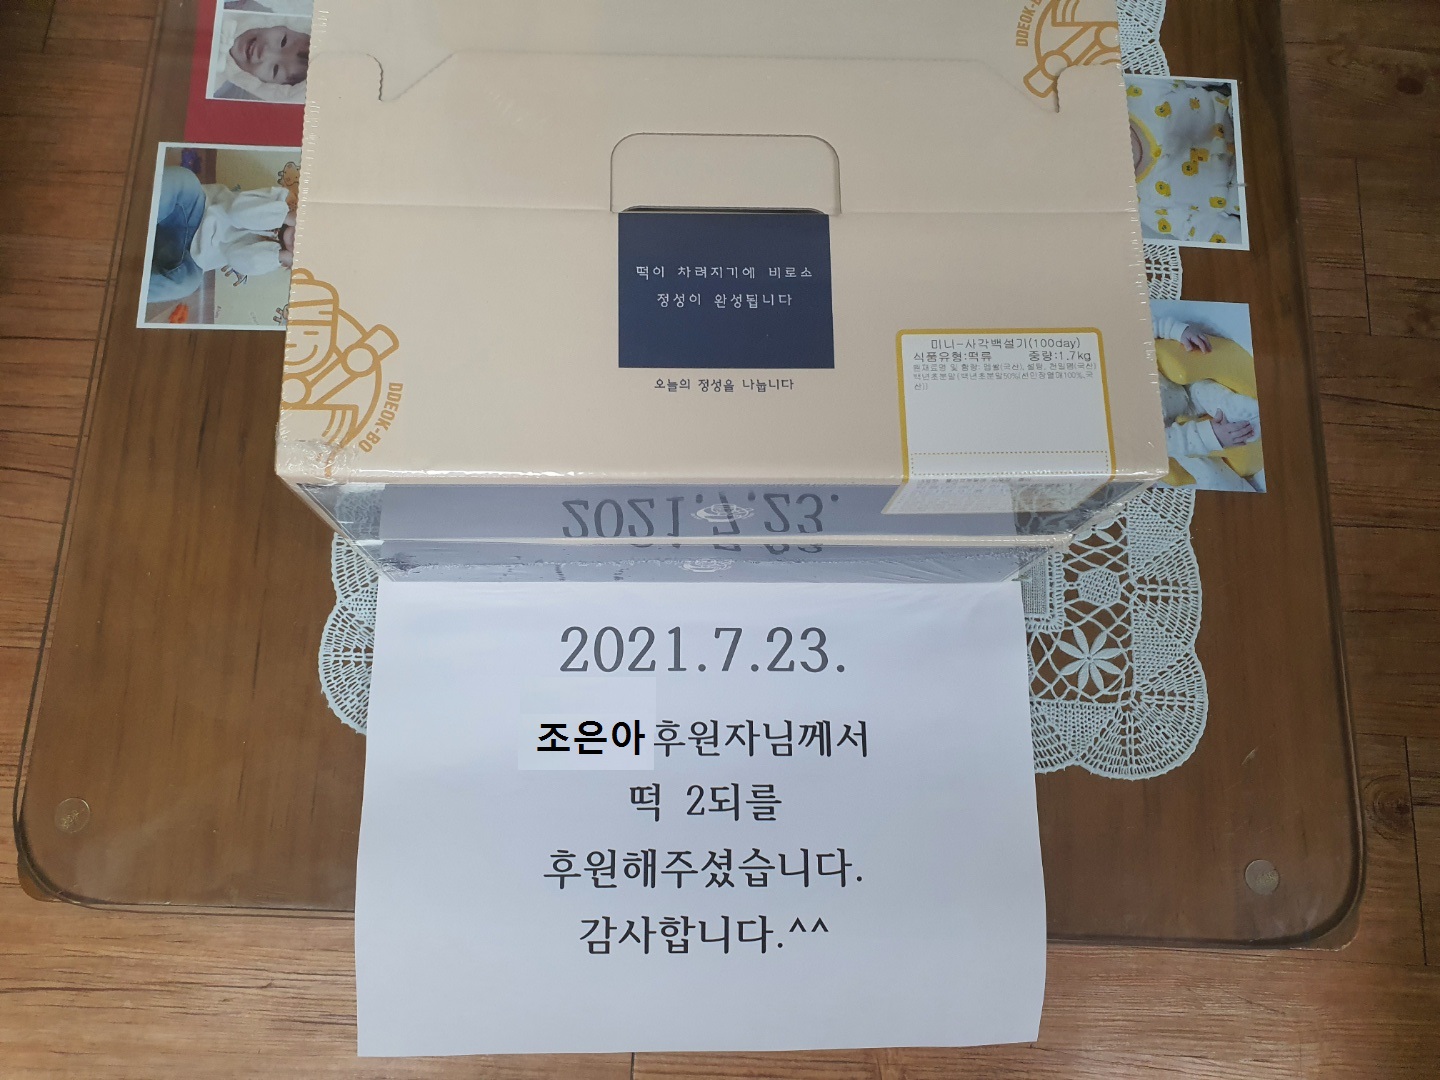 DDEOK-B
떡이 차려지기에 비로소
정성이 완성됩니다
오늘의 정성을 나눕니다
DDEOK-BO
미니-사각백설기(100day)
식품유형:떡류 중량:1.7kg
2021.7.23.
2021.7.23.
조은아 후원자님께서
떡 2되를
후원해주셨습니다.
감사합니다.^^